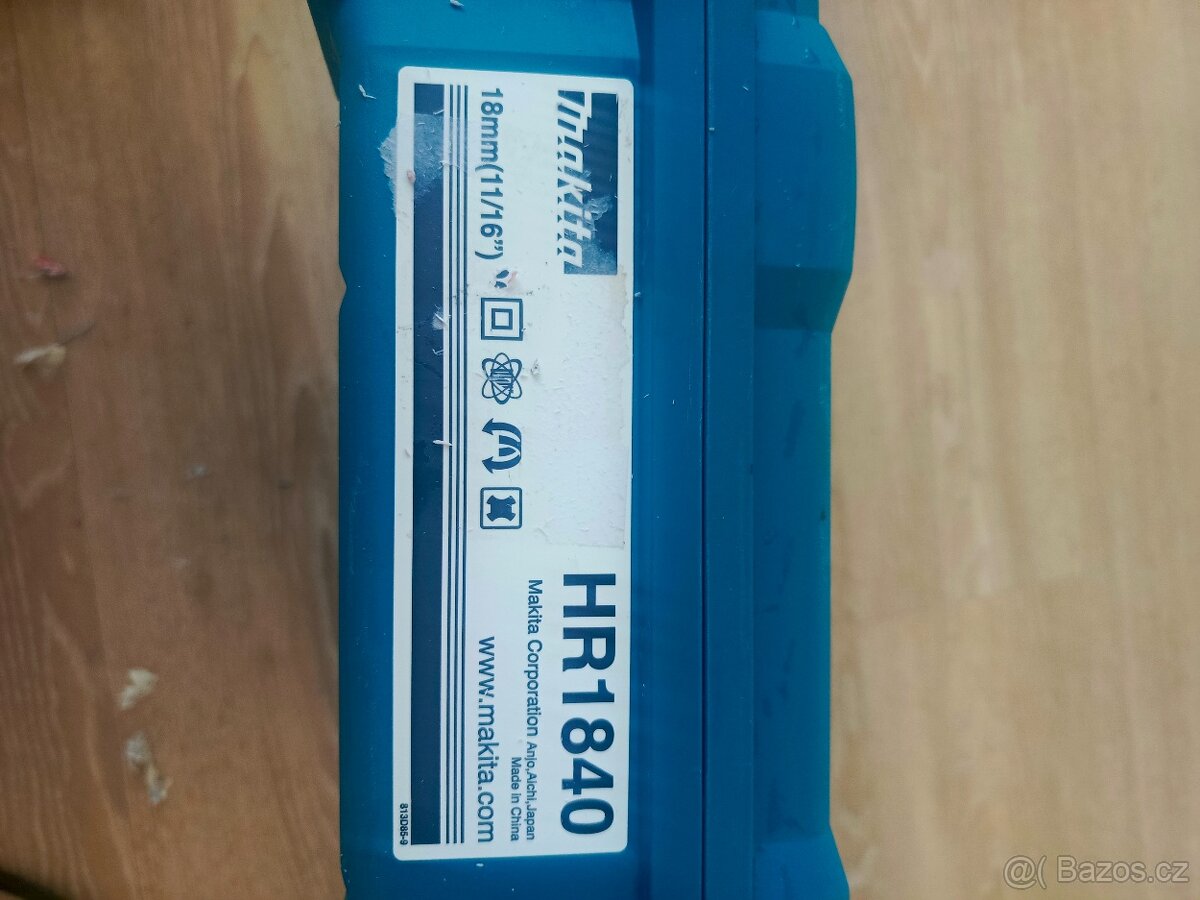 makita
HR1840
Makita Corporation Anjo,Aichi,Japan
Made in China
18mm(11/16”)
www.makita.com
813D85-9
@( Bazos.cz